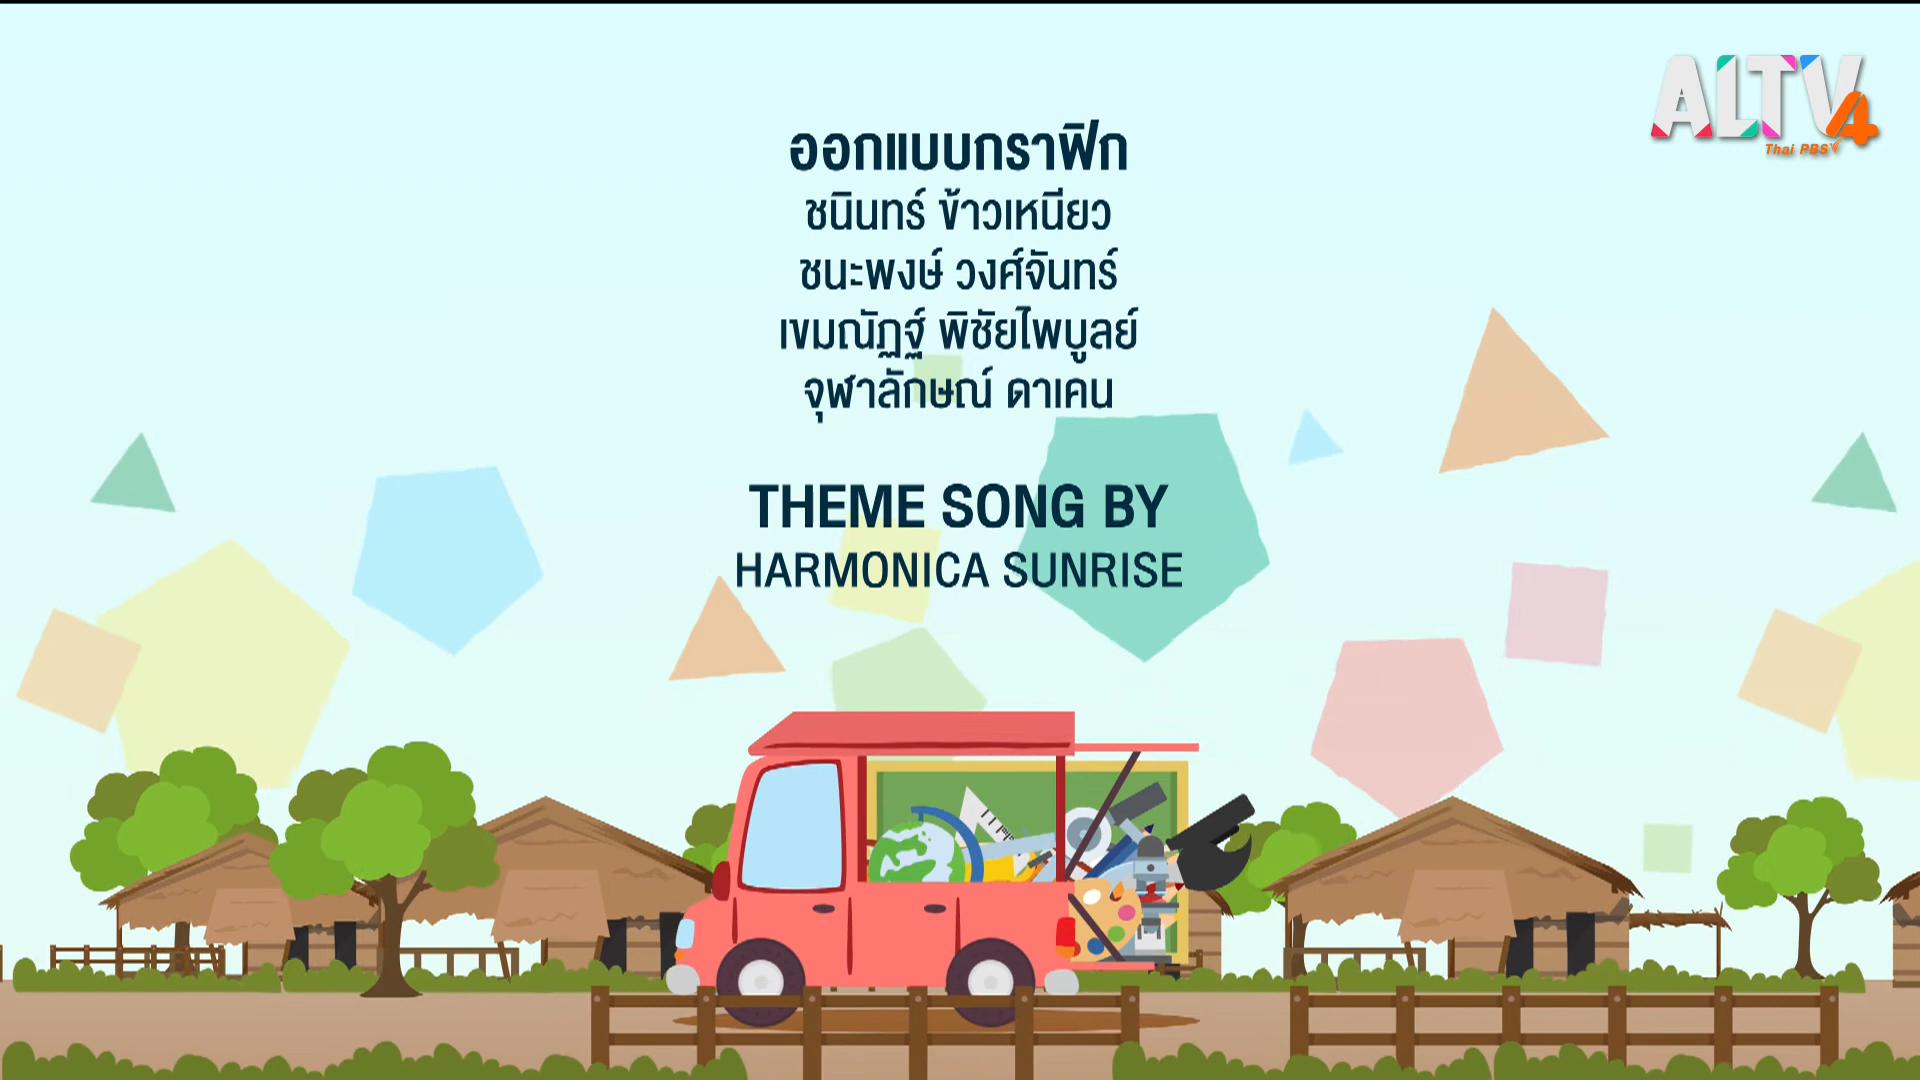 ALTV4
Thai PBS
ออกแบบกราฟิก
ชนินทร์ ข้าวเหนียว
ชนะพงษ์ วงศ์จันทร์
เขมณัฏฐ์ พิชัยไพบูลย์
จุฬาลักษณ์ ดาเคน
THEME SONG BY
HARMONICA SUNRISE